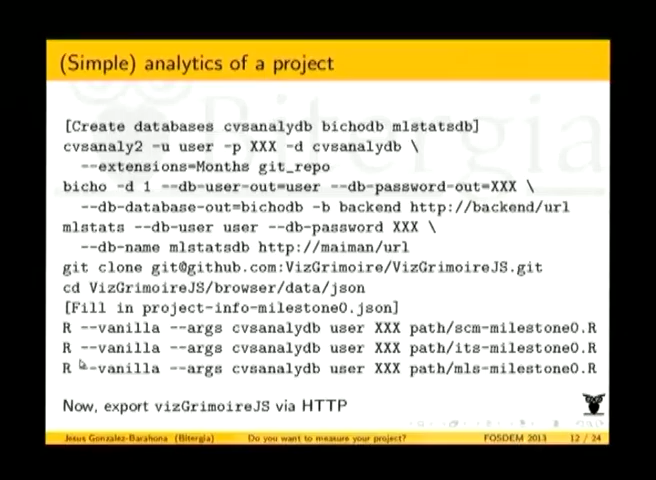 (Simple) analytics of a project
Bitergia
[Create databases cvsanalydb bichodb mlstatsdb]
cvsanaly2 -u user -p XXX -d cvsanalydb \
--extensions=Months git_repo
bicho -d 1 --db-user-out=user --db-password-out=XXX \
--db-database-out=bichodb -b backend http://backend/url
mlstats --db-user user --db-password XXX \
--db-name mlstatsdb http://maiman/url
git clone git@github.com:VizGrimoire/VizGrimoireJS.git
cd VizGrimoireJS/browser/data/json
[Fill in project-info-milestone0.json]
R --vanilla --args cvsanalydb user XXX path/scm-milestone0.R
R --vanilla --args cvsanalydb user XXX path/its-milestone0.R
R --vanilla --args cvsanalydb user XXX path/mls-milestone0.R
Now, export vizGrimoireJS via HTTP
Jesus Gonzalez-Barahona (Bitergia) Do you want to measure your project? FOSDEM 2013 12 / 24